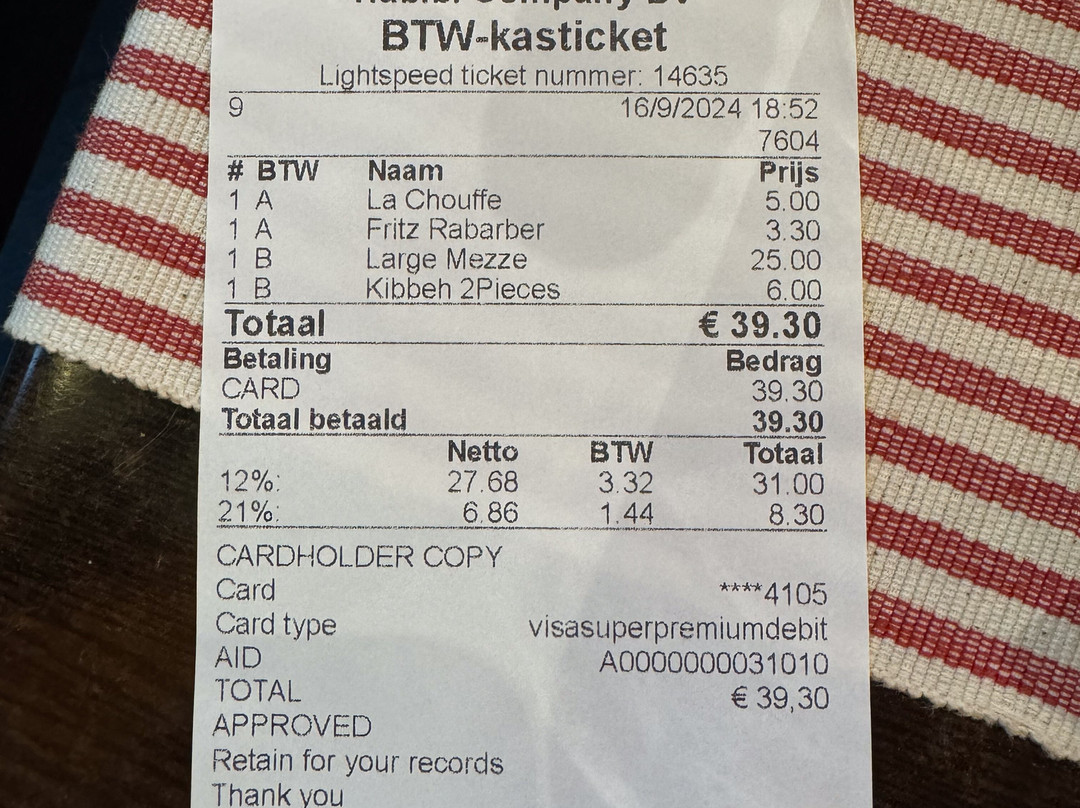 BTW-kasticket
Lightspeed ticket nummer: 14635
9 16/9/2024 18:52
7604
# BTW Naam Prijs
1 A La Chouffe 5.00
1 A Fritz Rabarber 3.30
1 B Large Mezze 25.00
1 B Kibbeh 2Pieces 6.00
Totaal € 39.30
Betaling Bedrag
CARD 39.30
Totaal betaald 39.30
Netto BTW Totaal
12%: 27.68 3.32 31.00
21%: 6.86 1.44 8.30
CARDHOLDER COPY
Card ****4105
Card type visasuperpremiumdebit
AID A0000000031010
TOTAL € 39,30
APPROVED
Retain for your records
Thank you